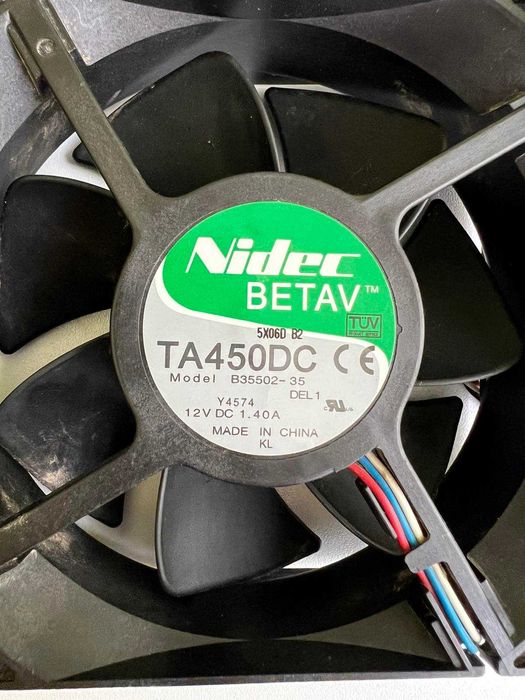 Nidec
BETAV™
5X06D B2
TÜV
TA450DC CE
Model B35502-35
DEL1
Y4574
12V DC 1.40A
MADE IN CHINA
KL